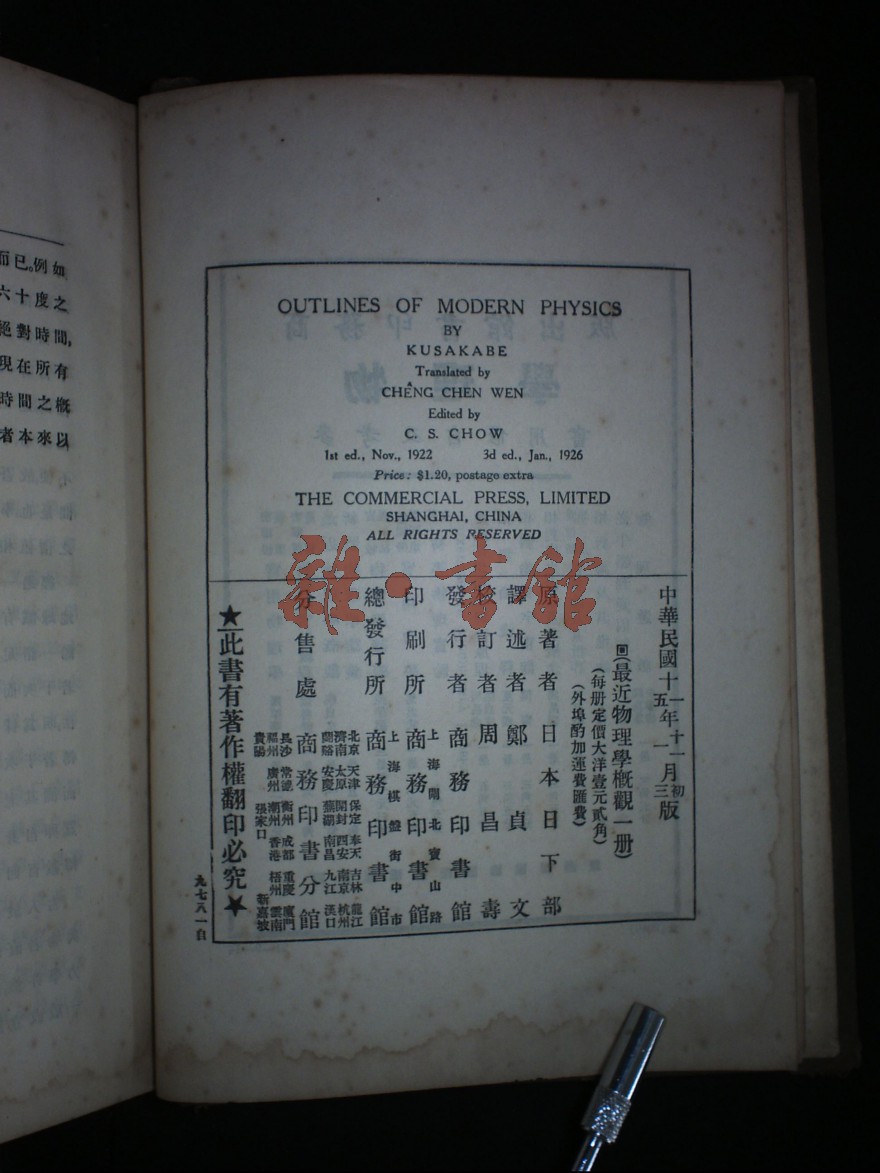 OUTLINES OF MODERN PHYSICS
BY
KUSAKABE
Translated by
CHÊNG CHEN WEN
Edited by
C. S. CHOW
1st ed., Nov., 1922 3d ed., Jan., 1926
Price: $1.20, postage extra
THE COMMERCIAL PRESS, LIMITED
SHANGHAI, CHINA
ALL RIGHTS RESERVED
雜·書館
中華民國十一年十一月初版
五年一月三版
(最近物理學概觀一册)
(每册定價大洋壹元貳角)
(外埠酌加運費匯費)
原著者 日本日下部
譯述者 鄭貞文
校訂者 周昌壽
發行者 商務印書館
上海閘北寶山路
印刷所 商務印書館
上海棋盤街中市
總發行所 商務印書館
北京 天津 保定 奉天 吉林 龍江
濟南 太原 開封 西安 南京 杭州
蘭谿 安慶 蕪湖 南昌 九江 漢口
分售處 商務印書分館
長沙 常德 衡州 成都 重慶 廈門
福州 廣州 潮州 香港 梧州 雲南
貴陽 張家口 新嘉坡
★此書有著作權翻印必究★
九七八一自
而已。例如
六十度之
絕對時間,
現在所有
時間之概
者本來以